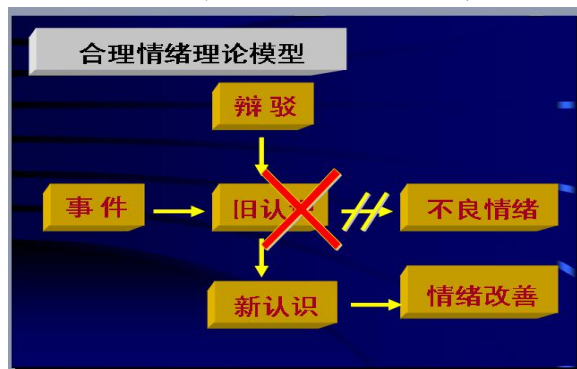 合理情绪理论模型
辩驳
事件
旧认
不良情绪
新认识
情绪改善